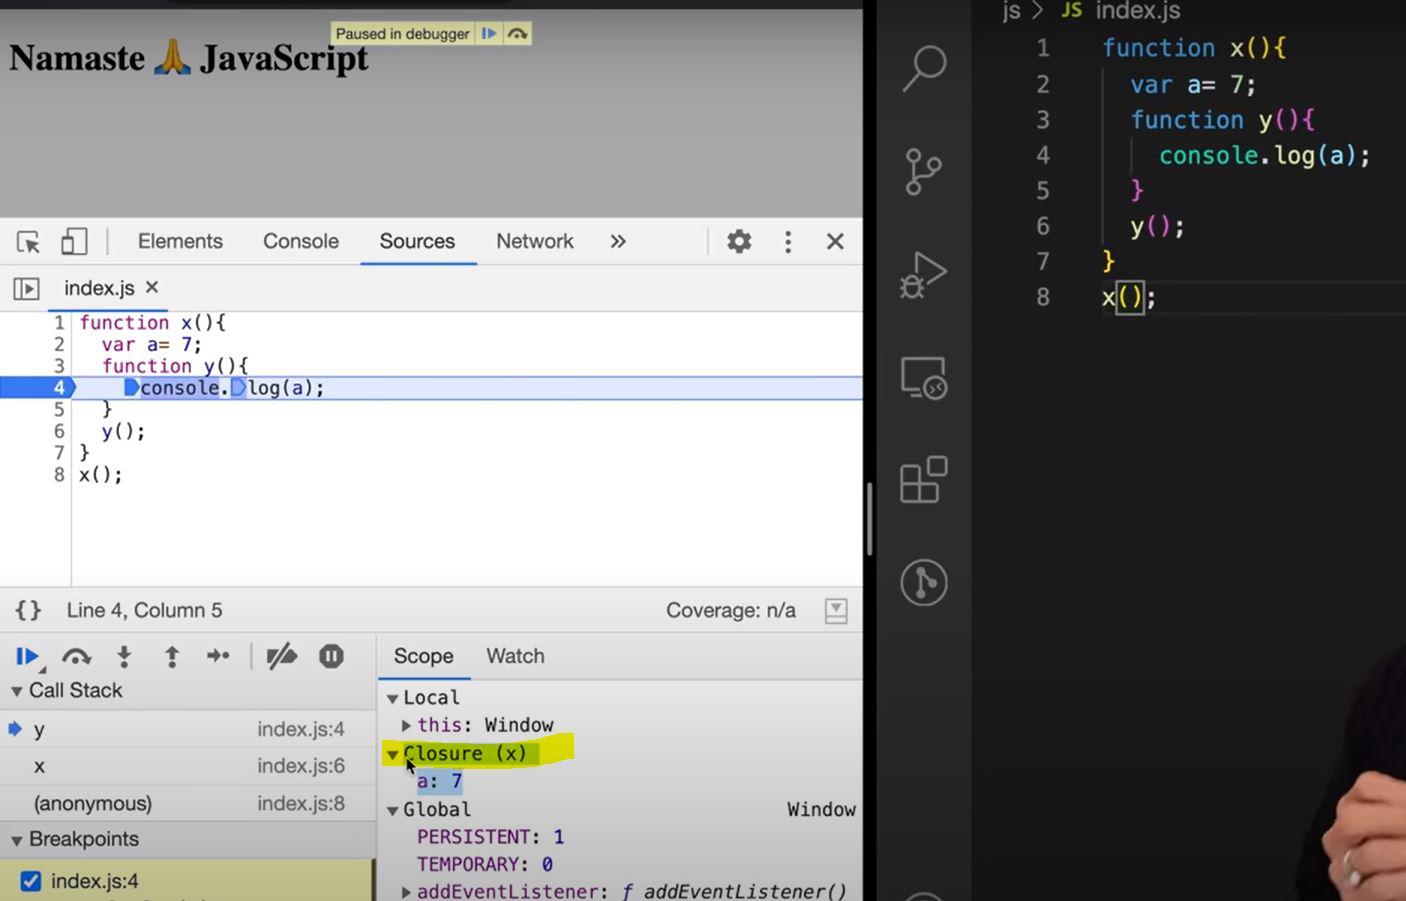 Paused in debugger
Namaste 🙏 JavaScript
Elements Console Sources Network »
index.js ×
1 function x(){
2 var a= 7;
3 function y(){
4 console.log(a);
5 }
6 y();
7 }
8 x();
{} Line 4, Column 5 Coverage: n/a
Call Stack
y index.js:4
x index.js:6
(anonymous) index.js:8
Breakpoints
index.js:4
Scope Watch
Local
this: Window
Closure (x)
a: 7
Global Window
PERSISTENT: 1
TEMPORARY: 0
addEventListener: ƒ addEventListener()
js > JS index.js
1 function x(){
2 var a= 7;
3 function y(){
4 console.log(a);
5 }
6 y();
7 }
8 x();